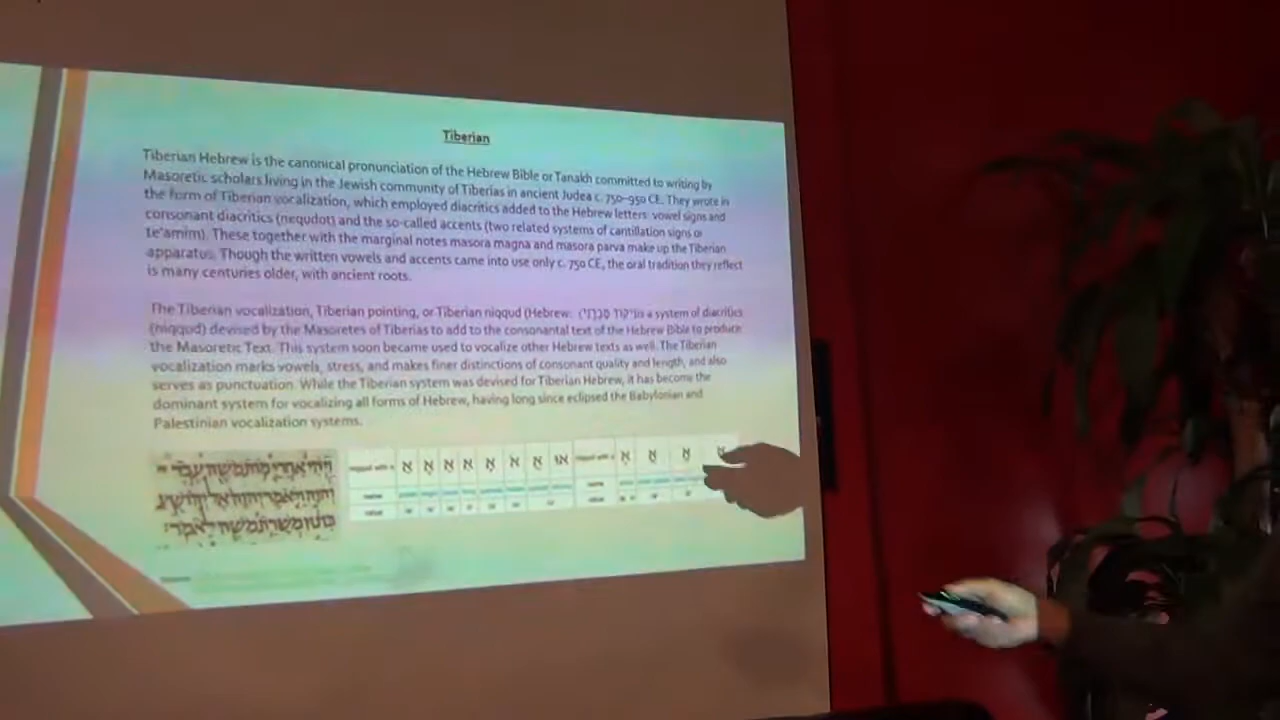 Tiberian
Tiberian Hebrew is the canonical pronunciation of the Hebrew Bible or Tanakh committed to writing by
Masoretic scholars living in the Jewish community of Tiberias in ancient Judea c. 750–950 CE. They wrote in
the form of Tiberian vocalization, which employed diacritics added to the Hebrew letters: vowel signs and
consonant diacritics (nequdot) and the so-called accents (two related systems of cantillation signs or
te'amim). These together with the marginal notes masora magna and masora parva make up the Tiberian
apparatus. Though the written vowels and accents came into use only c. 750 CE, the oral tradition they reflect
is many centuries older, with ancient roots.
The Tiberian vocalization, Tiberian pointing, or Tiberian niqqud (Hebrew: is a system of diacritics
(niqqud) devised by the Masoretes of Tiberias to add to the consonantal text of the Hebrew Bible to produce
the Masoretic Text. This system soon became used to vocalize other Hebrew texts as well. The Tiberian
vocalization marks vowels, stress, and makes finer distinctions of consonant quality and length, and also
serves as punctuation. While the Tiberian system was devised for Tiberian Hebrew, it has become the
dominant system for vocalizing all forms of Hebrew, having long since eclipsed the Babylonian and
Palestinian vocalization systems.
niqqud with א
name
value